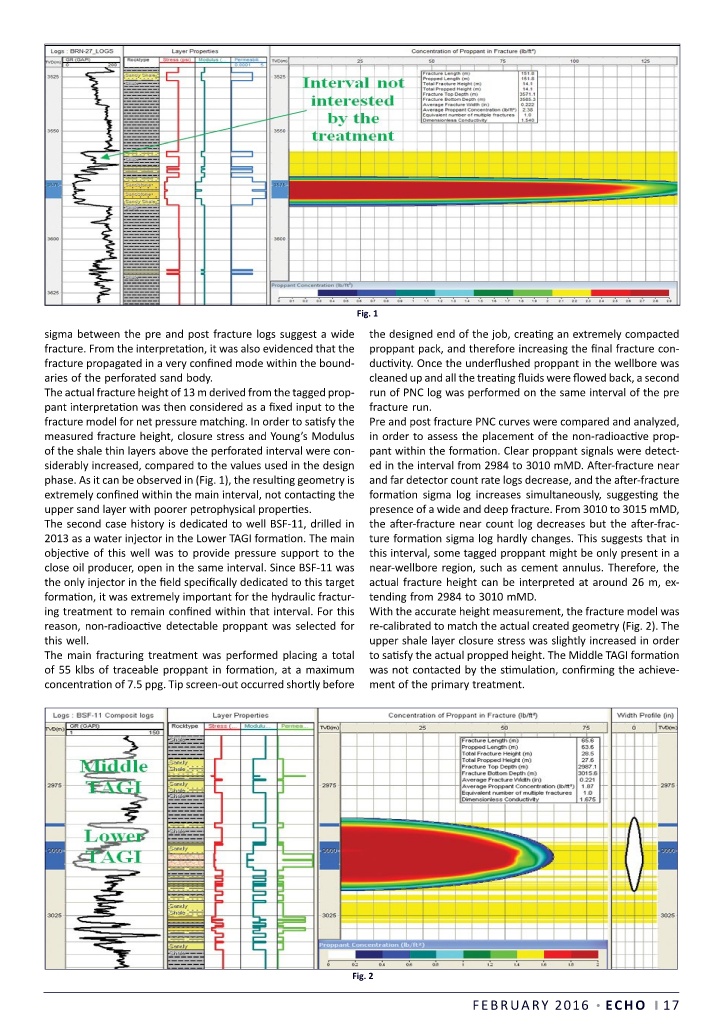 Logs : BRN-27_LOGS
Layer Properties
Concentration of Proppant in Fracture (lb/ft²)
TVD(m)
GR (GAPI)
0 200
Rocktype
Stress (psi)
Modulus (
Permeabil
TVD(m)
25 50 75 100 125
3525
3550
3575
3600
3625
Interval not
interested
by the
treatment
Fracture Length (m) 151.6
Propped Length (m) 151.6
Total Fracture Height (m) 14.1
Total Propped Height (m) 14.1
Fracture Top Depth (m) 3571.1
Fracture Bottom Depth (m) 3585.3
Average Fracture Width (in) 0.222
Average Proppant Concentration (lb/ft²) 2.38
Equivalent number of multiple fractures 1.0
Dimensionless Conductivity 1.540
Proppant Concentration (lb/ft²)
Fig. 1
sigma between the pre and post fracture logs suggest a wide
fracture. From the interpretation, it was also evidenced that the
fracture propagated in a very confined mode within the bound-
aries of the perforated sand body.
The actual fracture height of 13 m derived from the tagged prop-
pant interpretation was then considered as a fixed input to the
fracture model for net pressure matching. In order to satisfy the
measured fracture height, closure stress and Young's Modulus
of the shale thin layers above the perforated interval were con-
siderably increased, compared to the values used in the design
phase. As it can be observed in (Fig. 1), the resulting geometry is
extremely confined within the main interval, not contacting the
upper sand layer with poorer petrophysical properties.
The second case history is dedicated to well BSF-11, drilled in
2013 as a water injector in the Lower TAGI formation. The main
objective of this well was to provide pressure support to the
close oil producer, open in the same interval. Since BSF-11 was
the only injector in the field specifically dedicated to this target
formation, it was extremely important for the hydraulic fractur-
ing treatment to remain confined within that interval. For this
reason, non-radioactive detectable proppant was selected for
this well.
The main fracturing treatment was performed placing a total
of 55 klbs of traceable proppant in formation, at a maximum
concentration of 7.5 ppg. Tip screen-out occurred shortly before
the designed end of the job, creating an extremely compacted
proppant pack, and therefore increasing the final fracture con-
ductivity. Once the underflushed proppant in the wellbore was
cleaned up and all the treating fluids were flowed back, a second
run of PNC log was performed on the same interval of the pre
fracture run.
Pre and post fracture PNC curves were compared and analyzed,
in order to assess the placement of the non-radioactive prop-
pant within the formation. Clear proppant signals were detect-
ed in the interval from 2984 to 3010 mMD. After-fracture near
and far detector count rate logs decrease, and the after-fracture
formation sigma log increases simultaneously, suggesting the
presence of a wide and deep fracture. From 3010 to 3015 mMD,
the after-fracture near count log decreases but the after-frac-
ture formation sigma log hardly changes. This suggests that in
this interval, some tagged proppant might be only present in a
near-wellbore region, such as cement annulus. Therefore, the
actual fracture height can be interpreted at around 26 m, ex-
tending from 2984 to 3010 mMD.
With the accurate height measurement, the fracture model was
re-calibrated to match the actual created geometry (Fig. 2). The
upper shale layer closure stress was slightly increased in order
to satisfy the actual propped height. The Middle TAGI formation
was not contacted by the stimulation, confirming the achieve-
ment of the primary treatment.
Logs : BSF-11 Composit logs
Layer Properties
Concentration of Proppant in Fracture (lb/ft²)
Width Profile (in)
TVD(m)
GR (GAPI)
1 150
Rocktype
Stress (...
Modulu...
Permea...
TVD(m)
25 50 75
0
TVD(m)
2975
3000
3025
Middle
TAGI
Lower
TAGI
Fracture Length (m) 65.6
Propped Length (m) 63.6
Total Fracture Height (m) 28.5
Total Propped Height (m) 27.6
Fracture Top Depth (m) 2987.1
Fracture Bottom Depth (m) 3015.6
Average Fracture Width (in) 0.221
Average Proppant Concentration (lb/ft²) 1.87
Equivalent number of multiple fractures 1.0
Dimensionless Conductivity 1.675
Proppant Concentration (lb/ft²)
Fig. 2
FEBRUARY 2016 • ECHO | 17